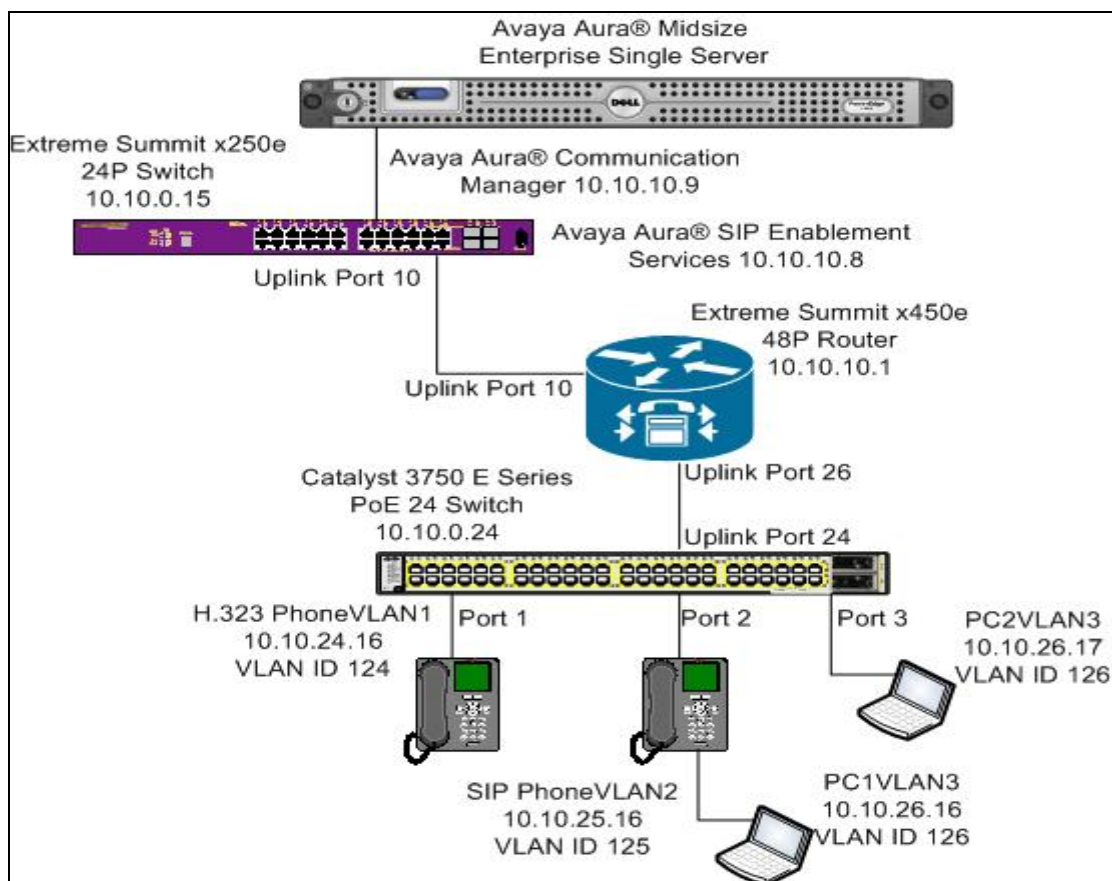 Avaya Aura® Midsize
Enterprise Single Server
DELL
Extreme Summit x250e
24P Switch
10.10.0.15
Avaya Aura® Communication
Manager 10.10.10.9
Avaya Aura® SIP Enablement
Services 10.10.10.8
Uplink Port 10
Extreme Summit x450e
48P Router
10.10.10.1
Uplink Port 10
Uplink Port 26
Catalyst 3750 E Series
PoE 24 Switch
10.10.0.24
Uplink Port 24
H.323 PhoneVLAN1
10.10.24.16
VLAN ID 124
Port 1
Port 2
Port 3
PC2VLAN3
10.10.26.17
VLAN ID 126
SIP PhoneVLAN2
10.10.25.16
VLAN ID 125
PC1VLAN3
10.10.26.16
VLAN ID 126